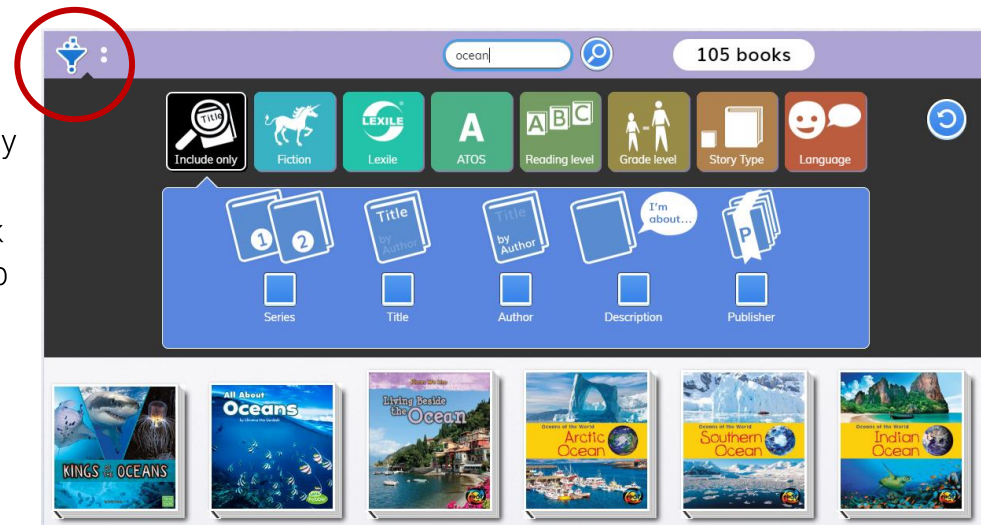 ocean
105 books
y
k
Title
Include only
Fiction
LEXILE
Lexile
A
ATOS
A B C
Reading level
Grade level
Story Type
Language
1
2
Title
by
Author
Title
by
Author
I'm
about...
P
Series
Title
Author
Description
Publisher
KINGS OF THE OCEANS
All About
Oceans
Living Beside
the Ocean
Oceans of the World
Arctic
Ocean
Oceans of the World
Southern
Ocean
Oceans of the World
Indian
Ocean